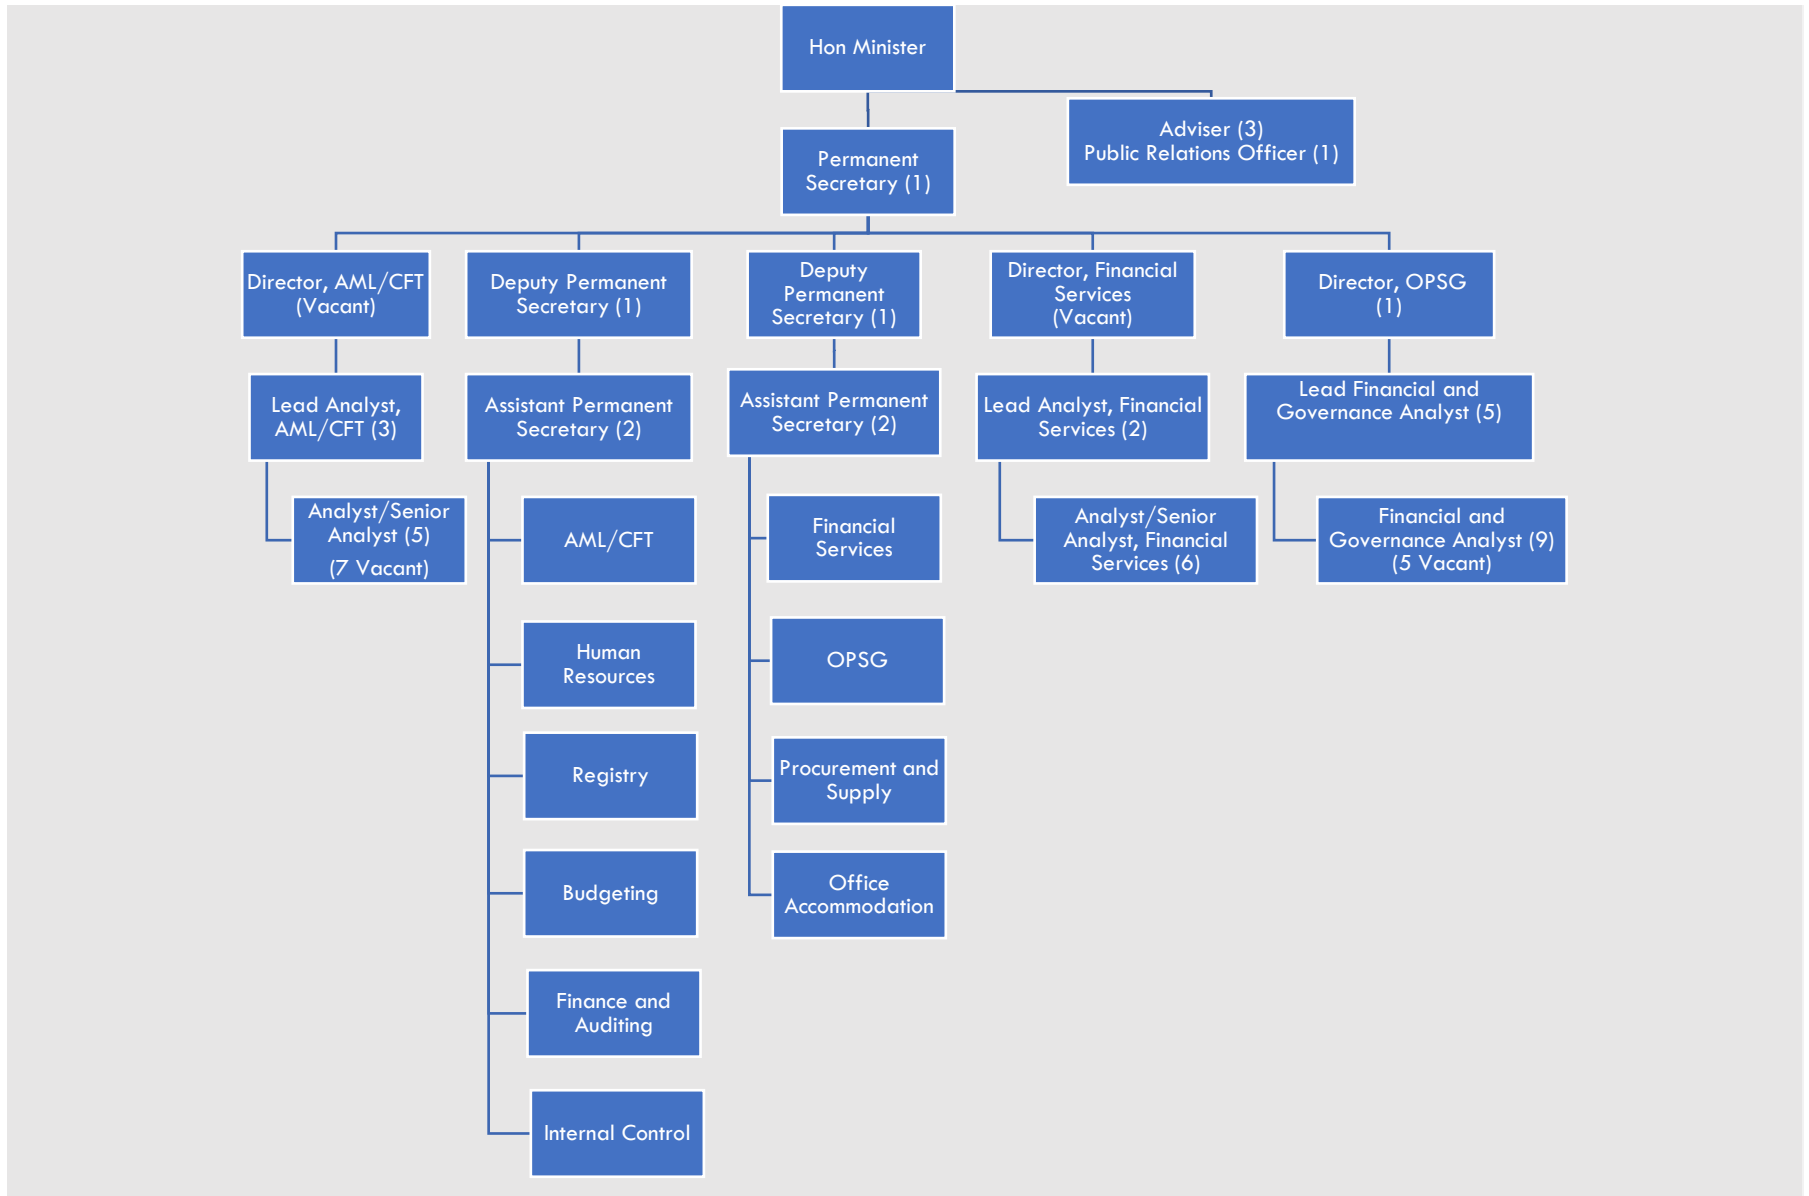 Hon Minister
Adviser (3)
Public Relations Officer (1)
Permanent
Secretary (1)
Director, AML/CFT
(Vacant)
Deputy Permanent
Secretary (1)
Deputy
Permanent
Secretary (1)
Director, Financial
Services
(Vacant)
Director, OPSG
(1)
Lead Analyst,
AML/CFT (3)
Assistant Permanent
Secretary (2)
Assistant Permanent
Secretary (2)
Lead Analyst, Financial
Services (2)
Lead Financial and
Governance Analyst (5)
Analyst/Senior
Analyst (5)
(7 Vacant)
AML/CFT
Financial
Services
Analyst/Senior
Analyst, Financial
Services (6)
Financial and
Governance Analyst (9)
(5 Vacant)
Human
Resources
OPSG
Registry
Procurement and
Supply
Budgeting
Office
Accommodation
Finance and
Auditing
Internal Control